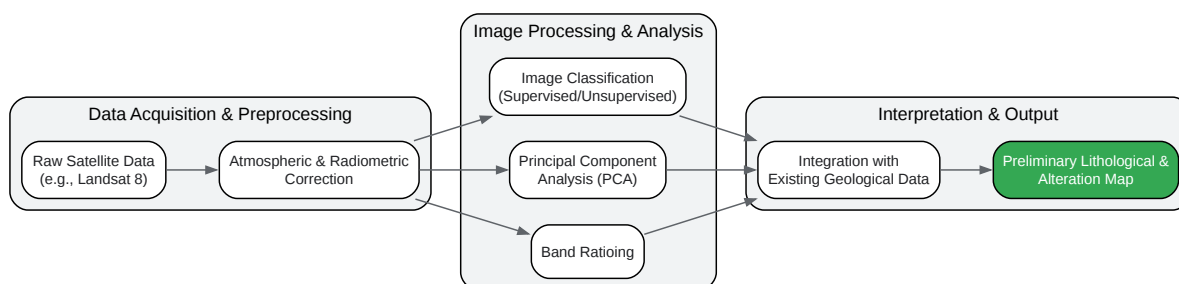 Data Acquisition & Preprocessing
Raw Satellite Data
(e.g., Landsat 8)
Atmospheric & Radiometric
Correction
Image Processing & Analysis
Image Classification
(Supervised/Unsupervised)
Principal Component
Analysis (PCA)
Band Ratioing
Interpretation & Output
Integration with
Existing Geological Data
Preliminary Lithological &
Alteration Map